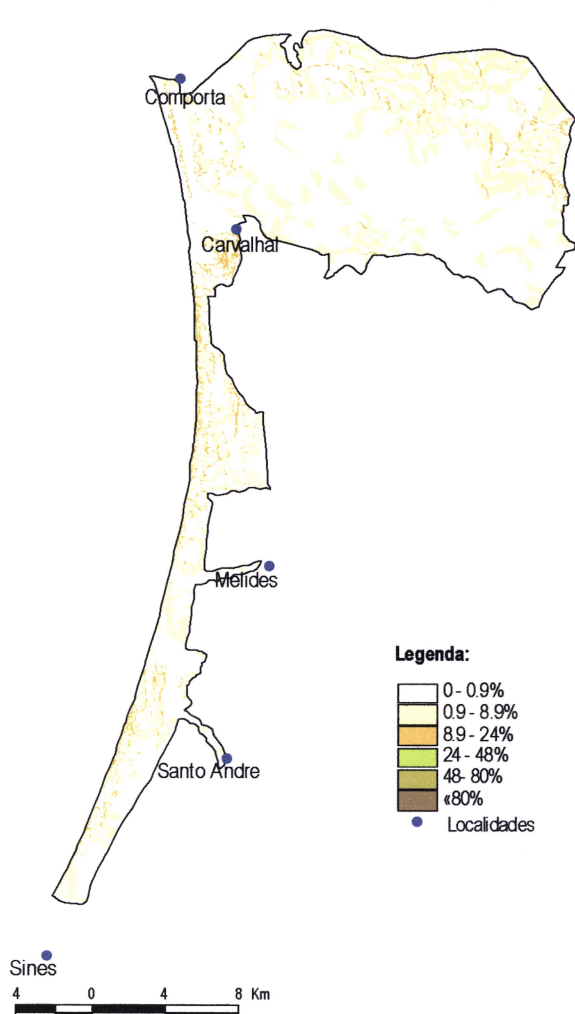 Comporta
Carvalhal
Melides
Santo Andre
Sines
Legenda:
0 - 0.9%
0.9 - 8.9%
8.9 - 24%
24 - 48%
48- 80%
«80%
Localidades
4 0 4 8 Km